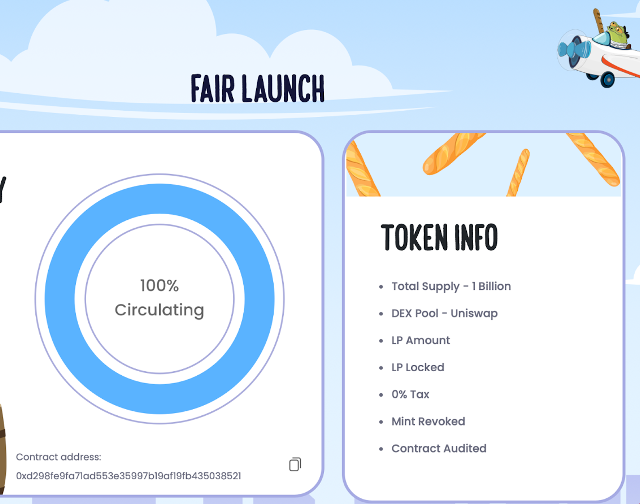 FAIR LAUNCH
Y
100%
Circulating
Contract address:
0xd298fe9fa71ad553e35997b19af19fb435038521
TOKEN INFO
Total Supply - 1 Billion
DEX Pool - Uniswap
LP Amount
LP Locked
0% Tax
Mint Revoked
Contract Audited